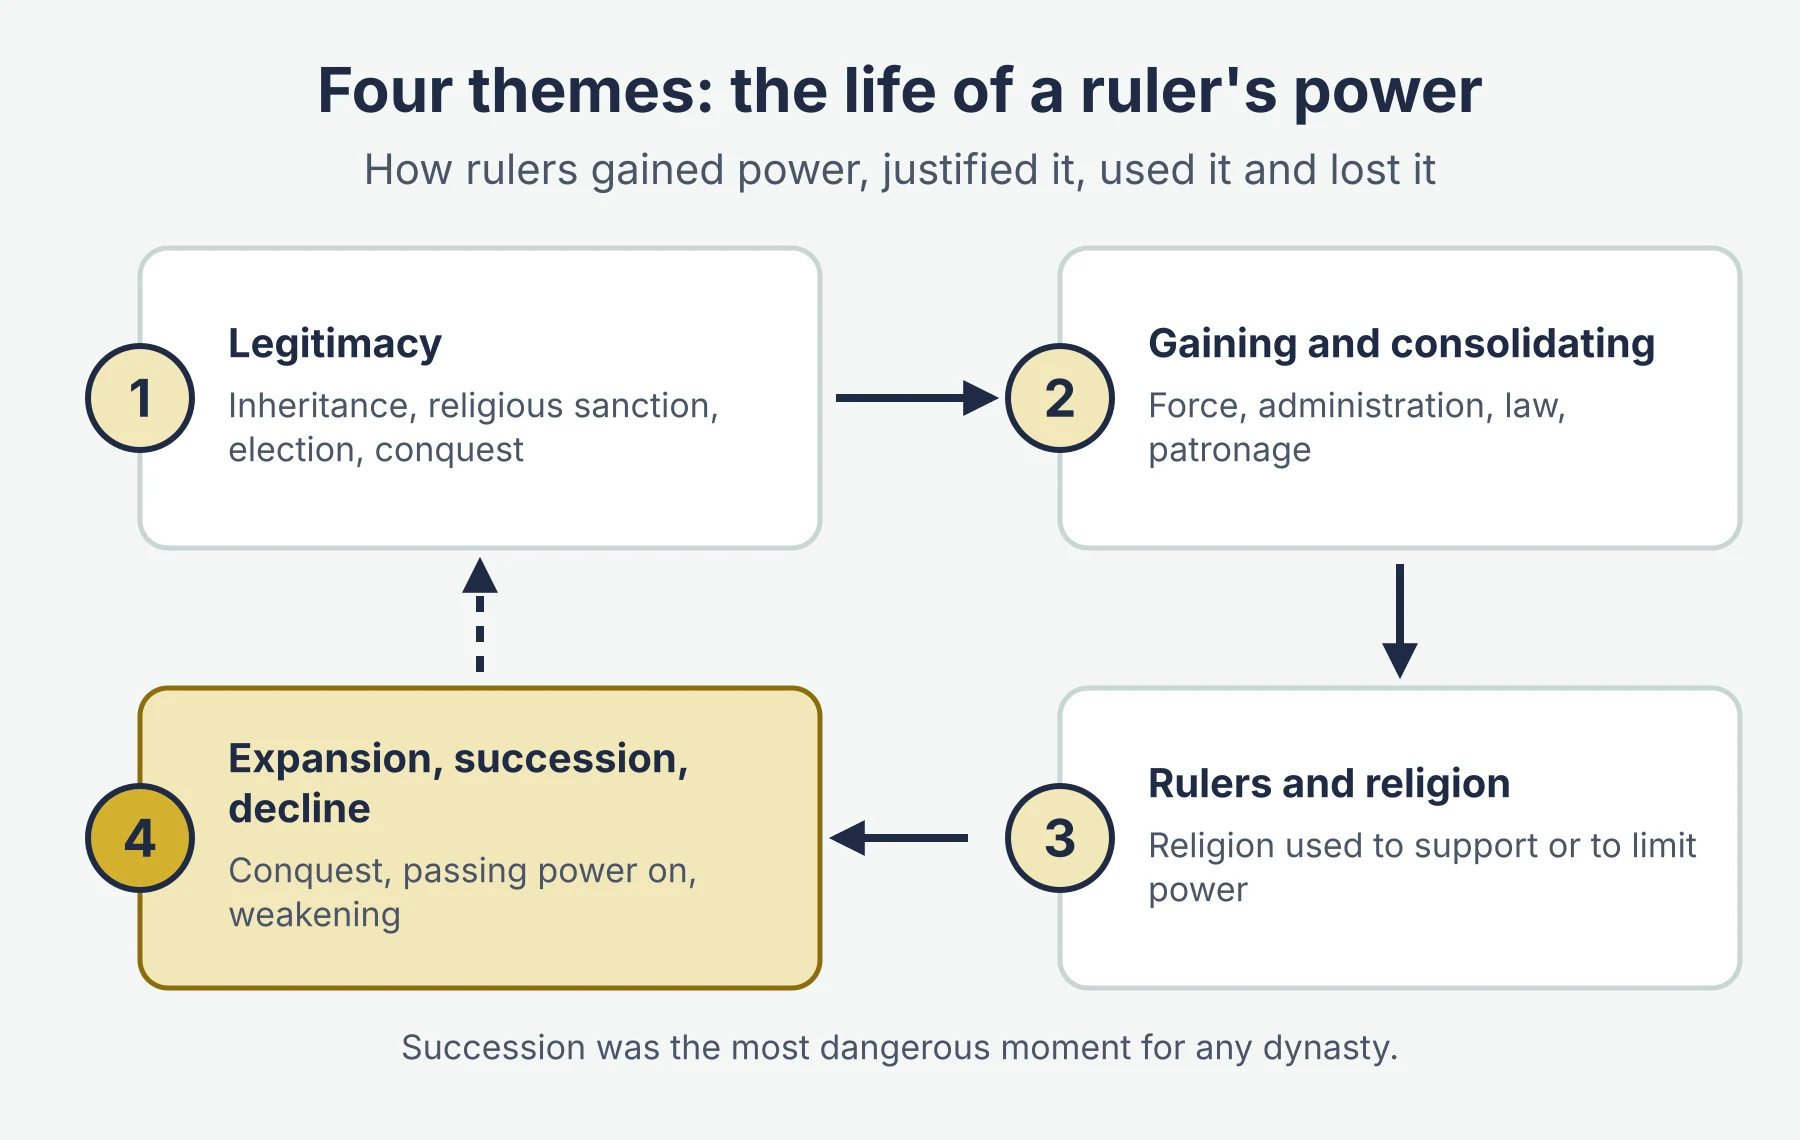 Four themes: the life of a ruler's power
How rulers gained power, justified it, used it and lost it
1
Legitimacy
Inheritance, religious sanction,
election, conquest
2
Gaining and consolidating
Force, administration, law,
patronage
3
Rulers and religion
Religion used to support or to limit
power
4
Expansion, succession,
decline
Conquest, passing power on,
weakening
Succession was the most dangerous moment for any dynasty.